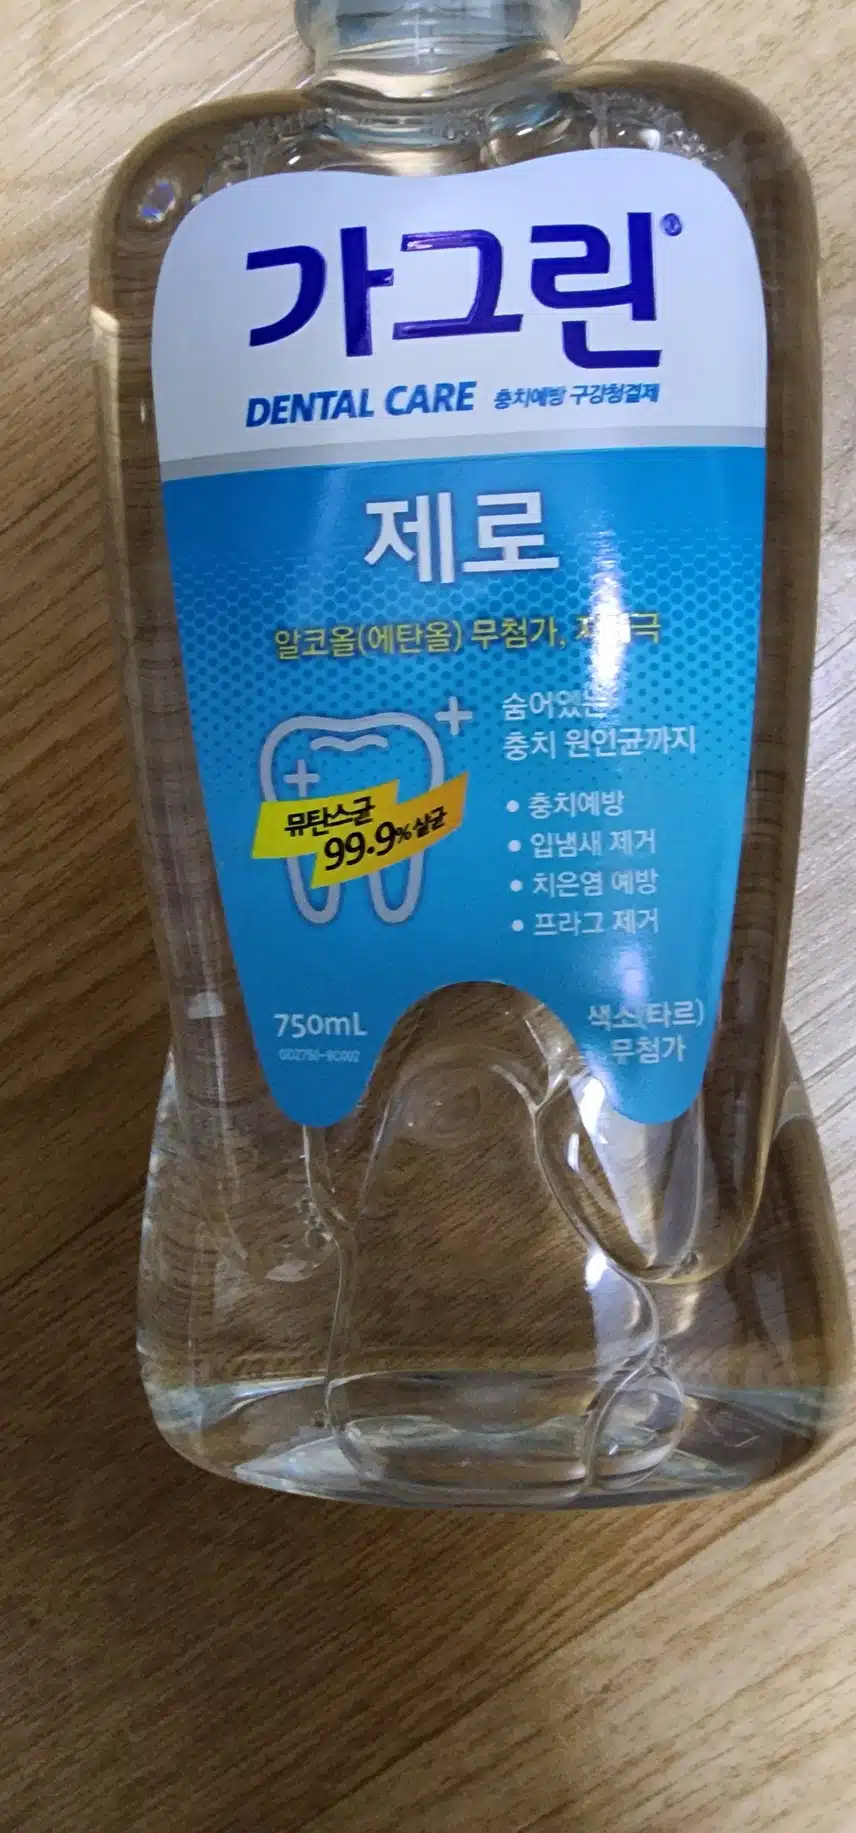 가그린®
DENTAL CARE 충치예방 구강청결제
제로
알코올(에탄올) 무첨가,
숨어있는
충치 원인균까지
뮤탄스균
99.9% 살균
• 충치예방
• 입냄새 제거
• 치은염 예방
• 프라그 제거
750mL
색소(타르)
무첨가